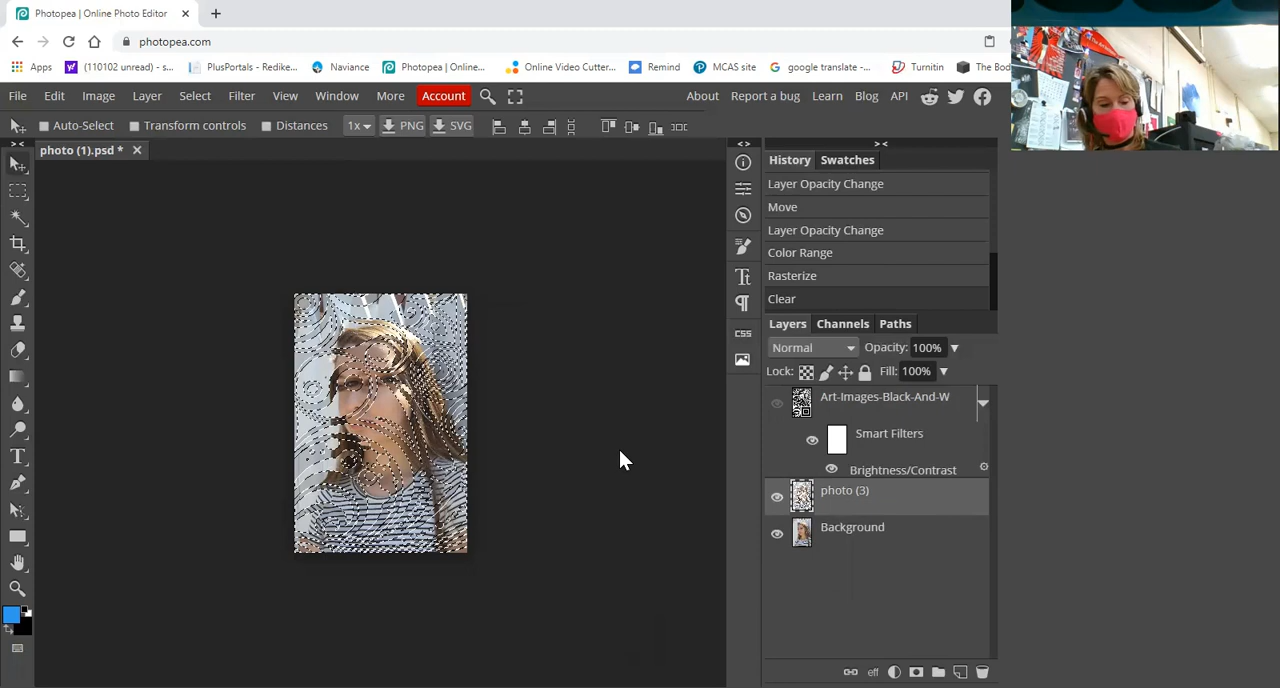 Photopea | Online Photo Editor
photopea.com
Apps (110102 unread) - s... PlusPortals - Redike... Naviance Photopea | Online... Online Video Cutter... Remind MCAS site google translate -... Turnitin The Bo
File Edit Image Layer Select Filter View Window More Account About Report a bug Learn Blog API
Auto-Select Transform controls Distances 1x PNG SVG
photo (1).psd *
History Swatches
Layer Opacity Change
Move
Layer Opacity Change
Color Range
Rasterize
Clear
Layers Channels Paths
Normal Opacity: 100%
Lock: Fill: 100%
Art-Images-Black-And-W
Smart Filters
Brightness/Contrast
photo (3)
Background
CSS
eff